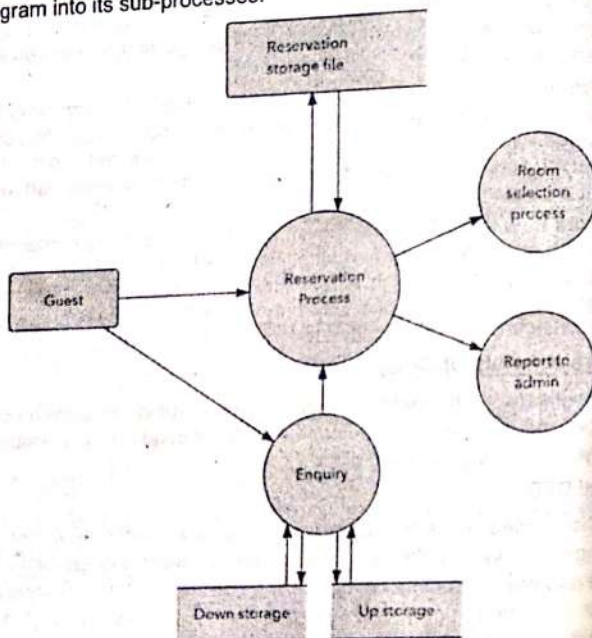 gram into its sub-processes.
Reservation
storage file
Room
selection
process
Reservation
Process
Guest
Report to
admin
Enquiry
Down storage
Up storage